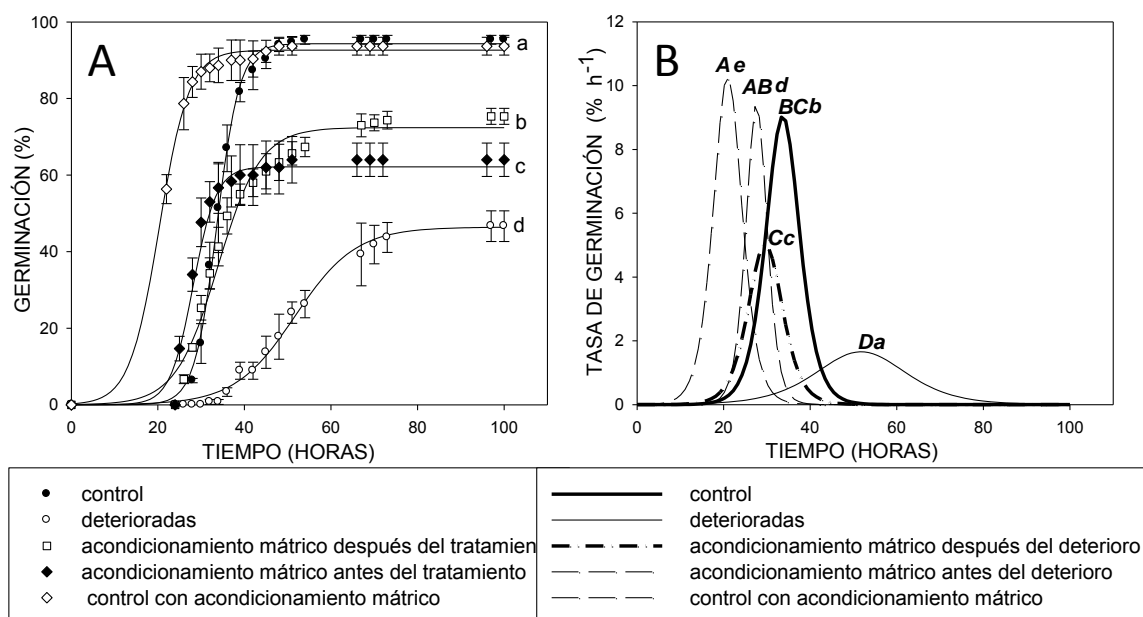 A
GERMINACIÓN (%)
100
80
60
40
20
0
a
b
c
d
0 20 40 60 80 100
TIEMPO (HORAS)
B
TASA DE GERMINACIÓN (% h⁻¹)
12
10
8
6
4
2
0
Ae
ABd
BCb
Cc
Da
0 20 40 60 80 100
TIEMPO (HORAS)
control
deterioradas
acondicionamiento mátrico después del tratamien
acondicionamiento mátrico antes del tratamiento
control con acondicionamiento mátrico
control
deterioradas
acondicionamiento mátrico después del deterioro
acondicionamiento mátrico antes del deterioro
control con acondicionamiento mátrico